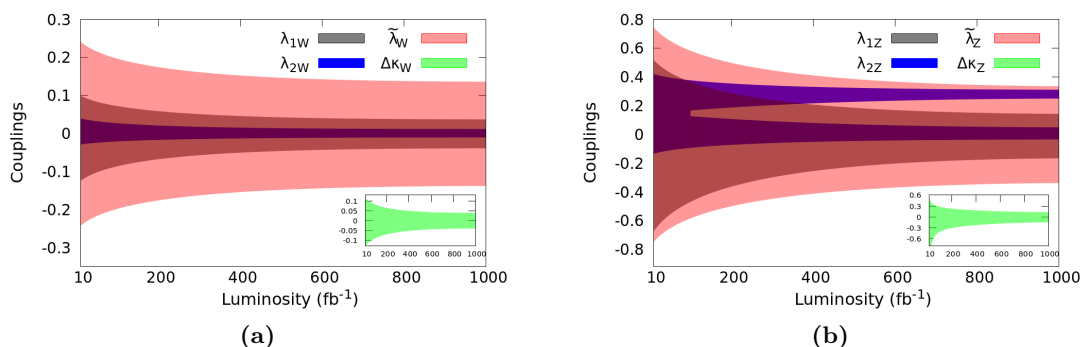 0.3
λ1W λ̃W
λ2W ΔκW
0.2
0.1
0
-0.1
-0.2
-0.3
Couplings
0.1
0.05
0
-0.05
-0.1
10 200 400 600 800 1000
10 200 400 600 800 1000
Luminosity (fb-1)
(a)
0.8
λ1Z λ̃Z
λ2Z ΔκZ
0.6
0.4
0.2
0
-0.2
-0.4
-0.6
-0.8
Couplings
0.6
0.3
0
-0.3
-0.6
10 200 400 600 800 1000
10 200 400 600 800 1000
Luminosity (fb-1)
(b)